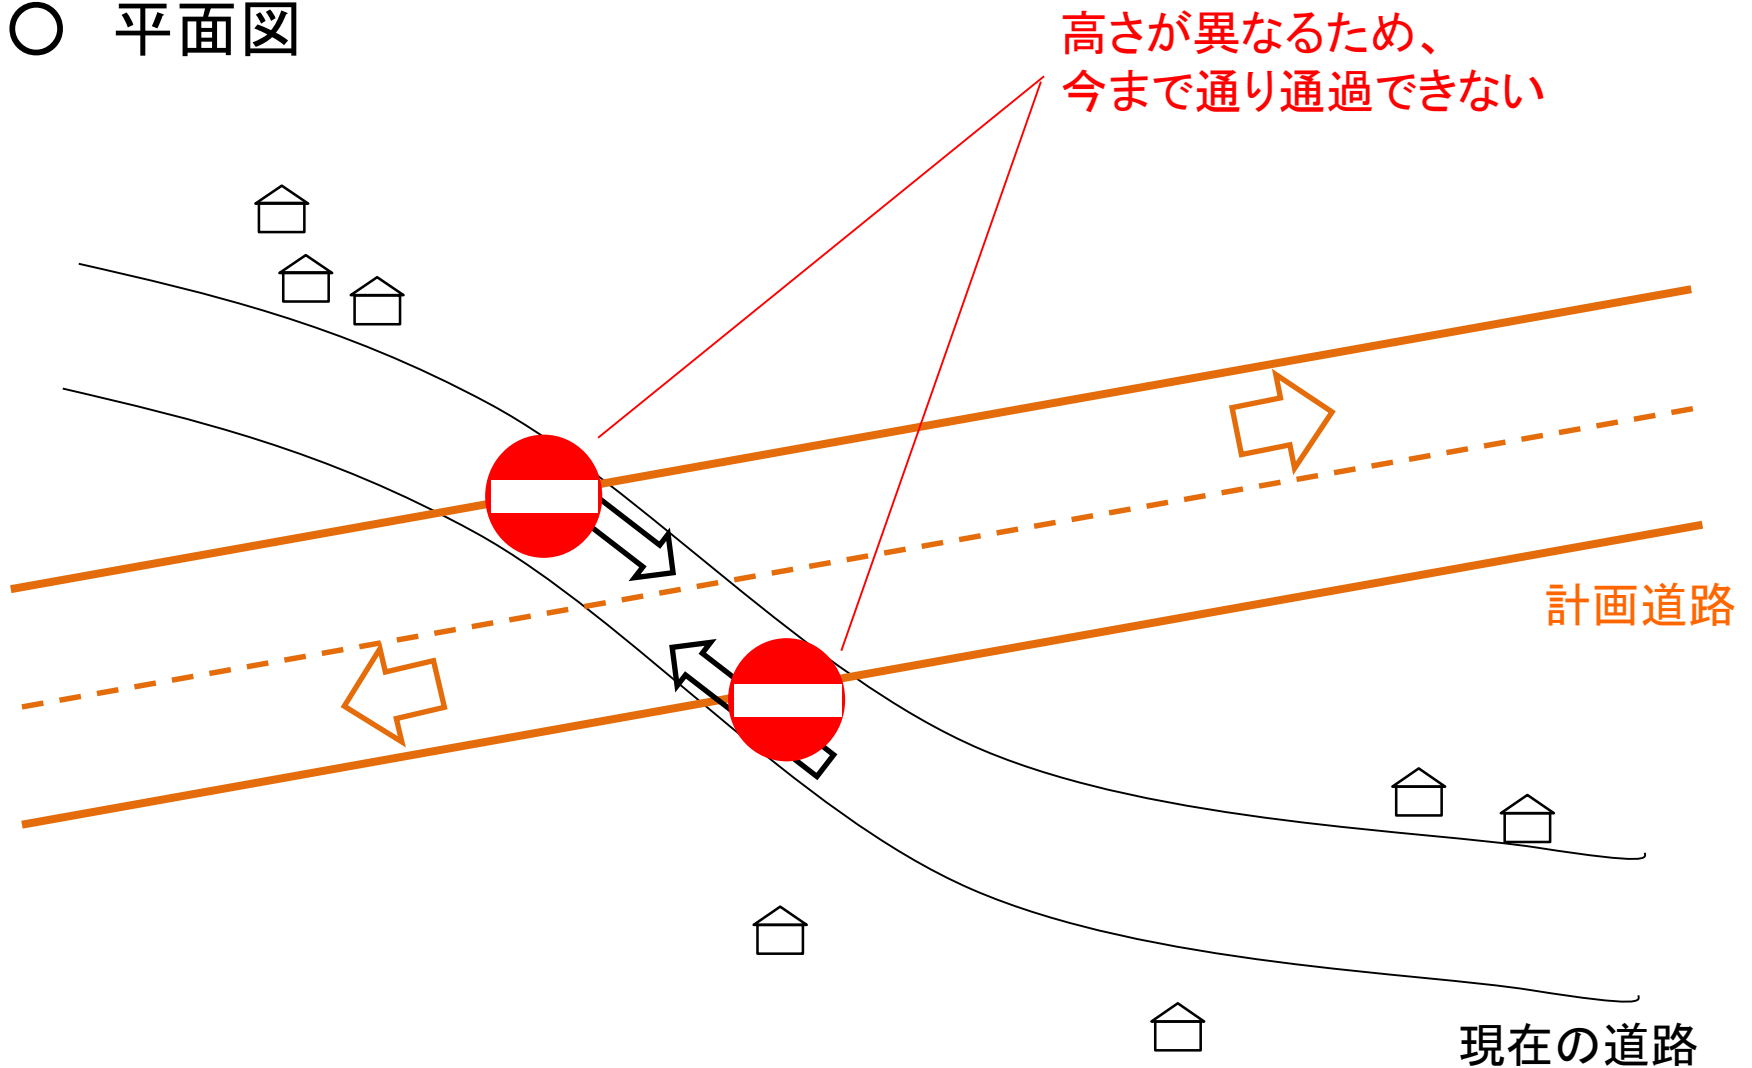 ○ 平面図
高さが異なるため、
今まで通り通過できない
計画道路
現在の道路